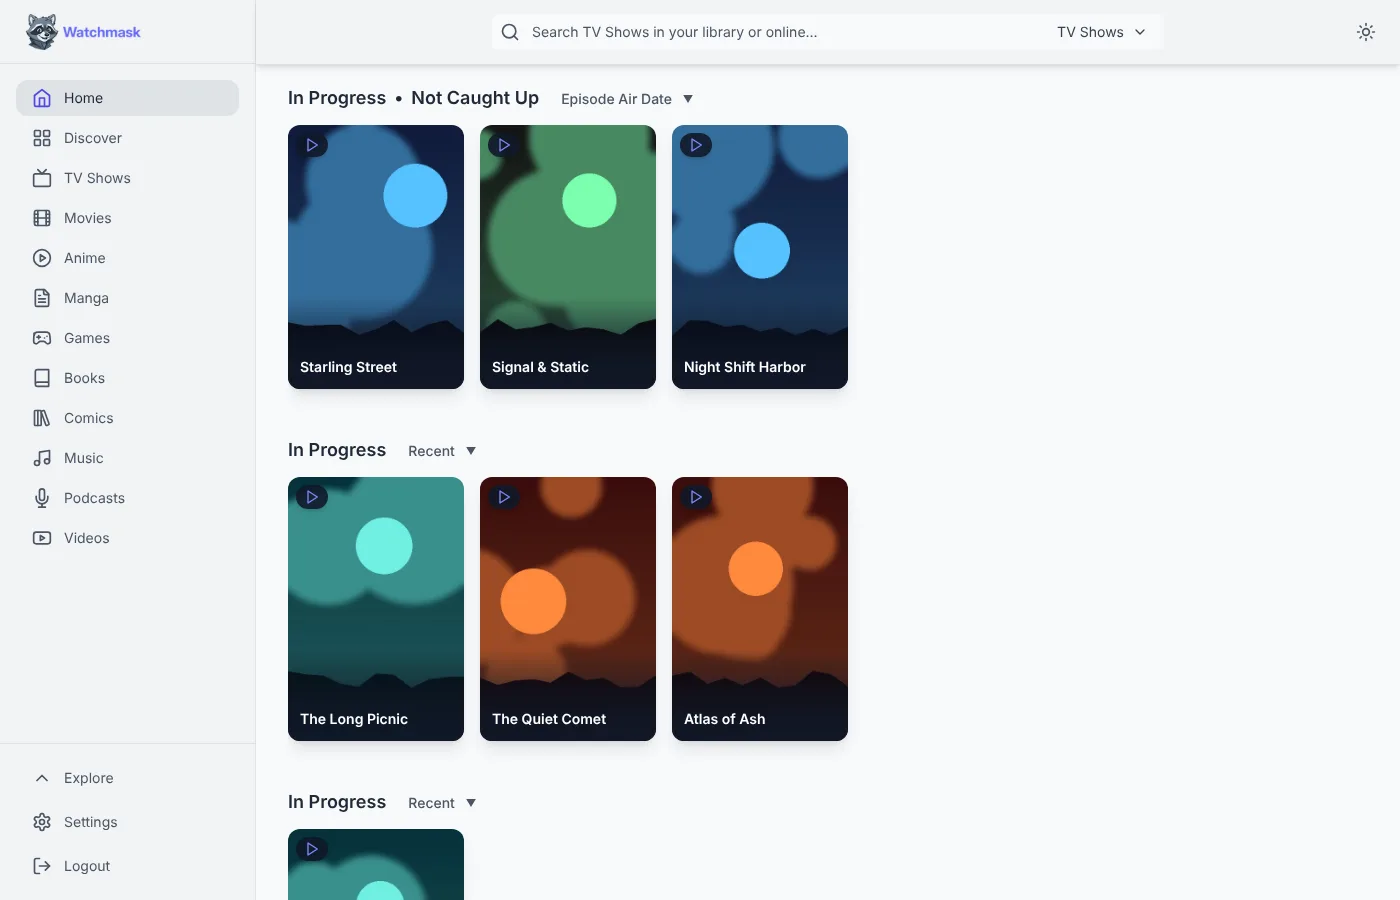 Watchmask
Search TV Shows in your library or online...
TV Shows
Home
Discover
TV Shows
Movies
Anime
Manga
Games
Books
Comics
Music
Podcasts
Videos
Explore
Settings
Logout
In Progress • Not Caught Up Episode Air Date ▼
Starling Street
Signal & Static
Night Shift Harbor
In Progress Recent ▼
The Long Picnic
The Quiet Comet
Atlas of Ash
In Progress Recent ▼